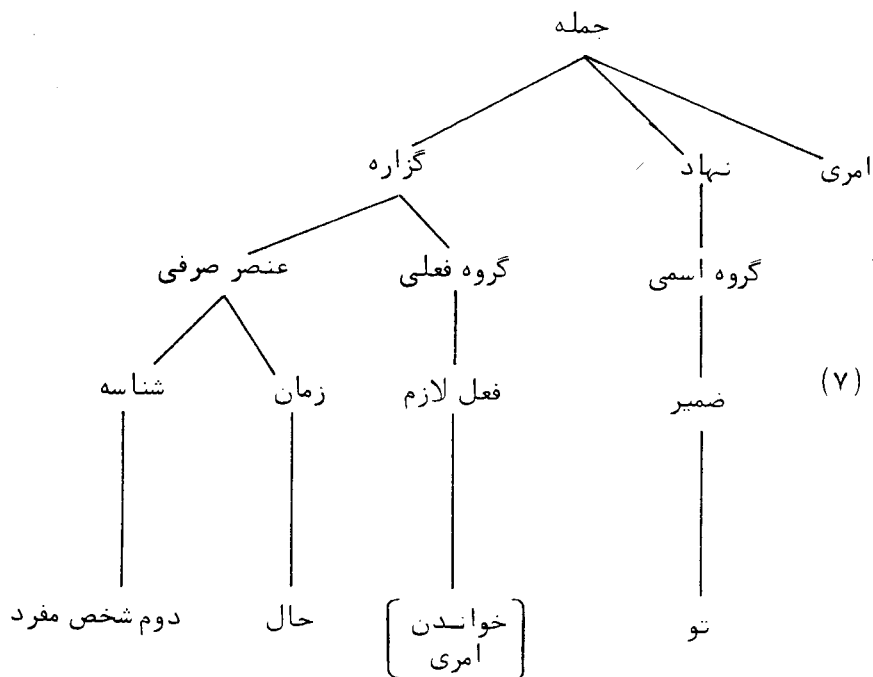 جمله
امری نهاد گزاره
گروه اسمی گروه فعلی عنصر صرفی
(۷) ضمیر فعل لازم زمان شناسه
تو [خواندن حال دوم شخص مفرد
امری]